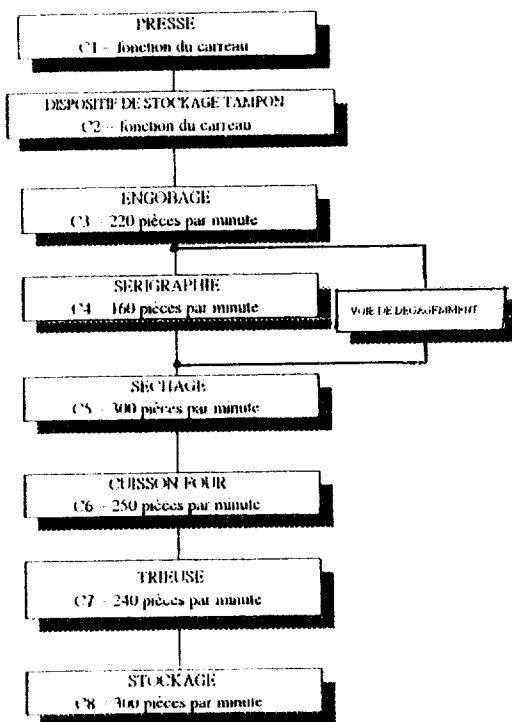 PRESSE
C1 - fonction du carreau
DISPOSITIF DE STOCKAGE TAMPON
C2 - fonction du carreau
ENGOBAGE
C3 - 220 pièces par minute
SERIGRAPHIE
C4 - 160 pièces par minute
VOIE DE DEGAGEMMENT
SECHAGE
C5 - 300 pièces par minute
CUISSON FOUR
C6 - 250 pièces par minute
TRIEUSE
C7 - 240 pièces par minute
STOCKAGE
C8 - 300 pièces par minute